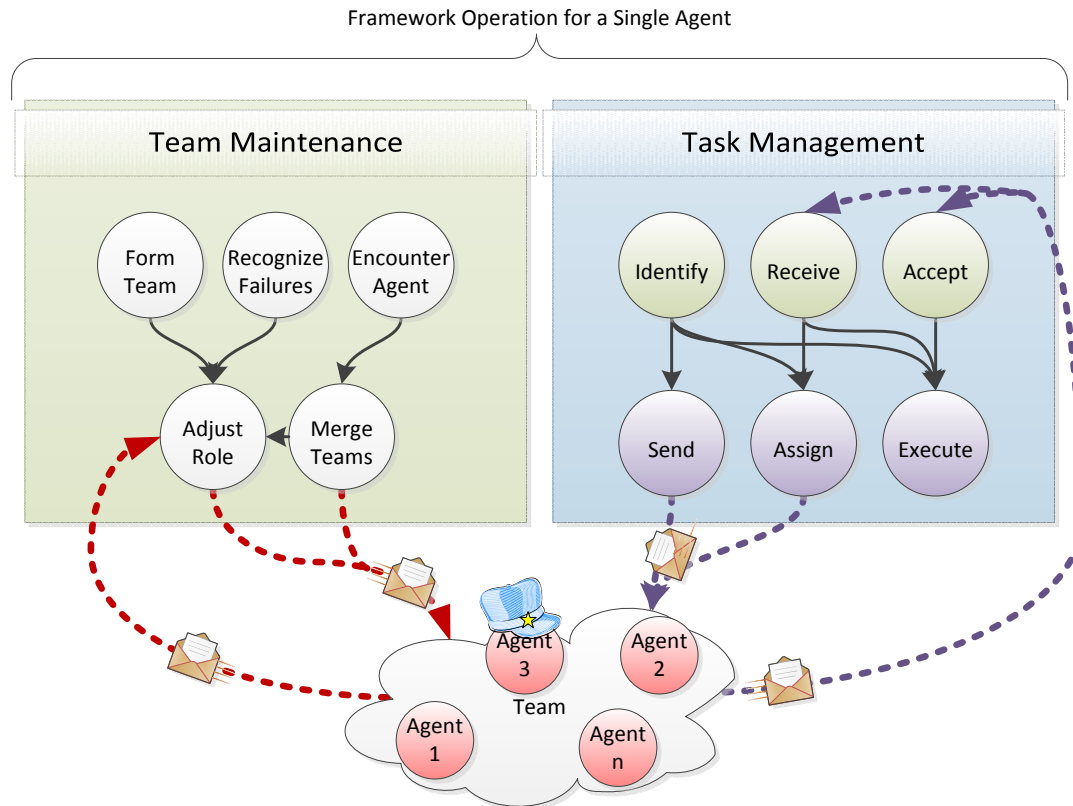 Framework Operation for a Single Agent
Team Maintenance
Task Management
Form
Team
Recognize
Failures
Encounter
Agent
Identify
Receive
Accept
Adjust
Role
Merge
Teams
Send
Assign
Execute
Agent
3
Agent
2
Team
Agent
1
Agent
n